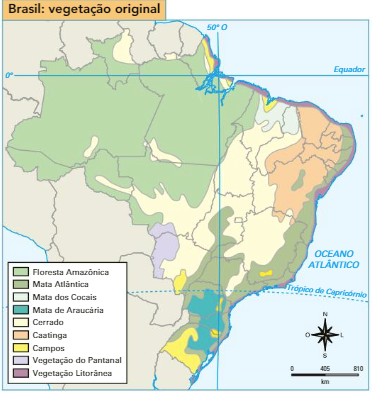 Brasil: vegetação original
50° O
Equador
0°
OCEANO
ATLÂNTICO
Trópico de Capricórnio
Floresta Amazônica
Mata Atlântica
Mata dos Cocais
Mata de Araucária
Cerrado
Caatinga
Campos
Vegetação do Pantanal
Vegetação Litorânea
N
O
L
S
0 405 810
km